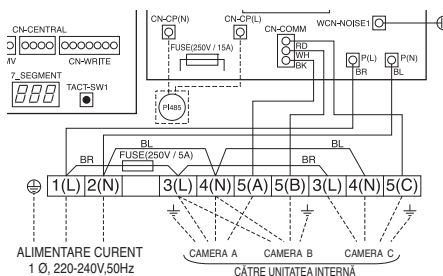 CN-CP(N) CN-CP(L) CN-COMM WCN-NOISE1
CN-CENTRAL
MV CN-WRITE
FUSE(250V / 15A)
RD
WH
BK
P(L) P(N)
BR BL
7_SEGMENT
TACT-SW1
PI485
BL BL
BR FUSE(250V / 5A) BR
1(L) 2(N) 3(L) 4(N) 5(A) 5(B) 3(L) 4(N) 5(C)
ALIMENTARE CURENT
1 Ø, 220-240V,50Hz
CAMERA A CAMERA B CAMERA C
CĂTRE UNITATEA INTERNĂ